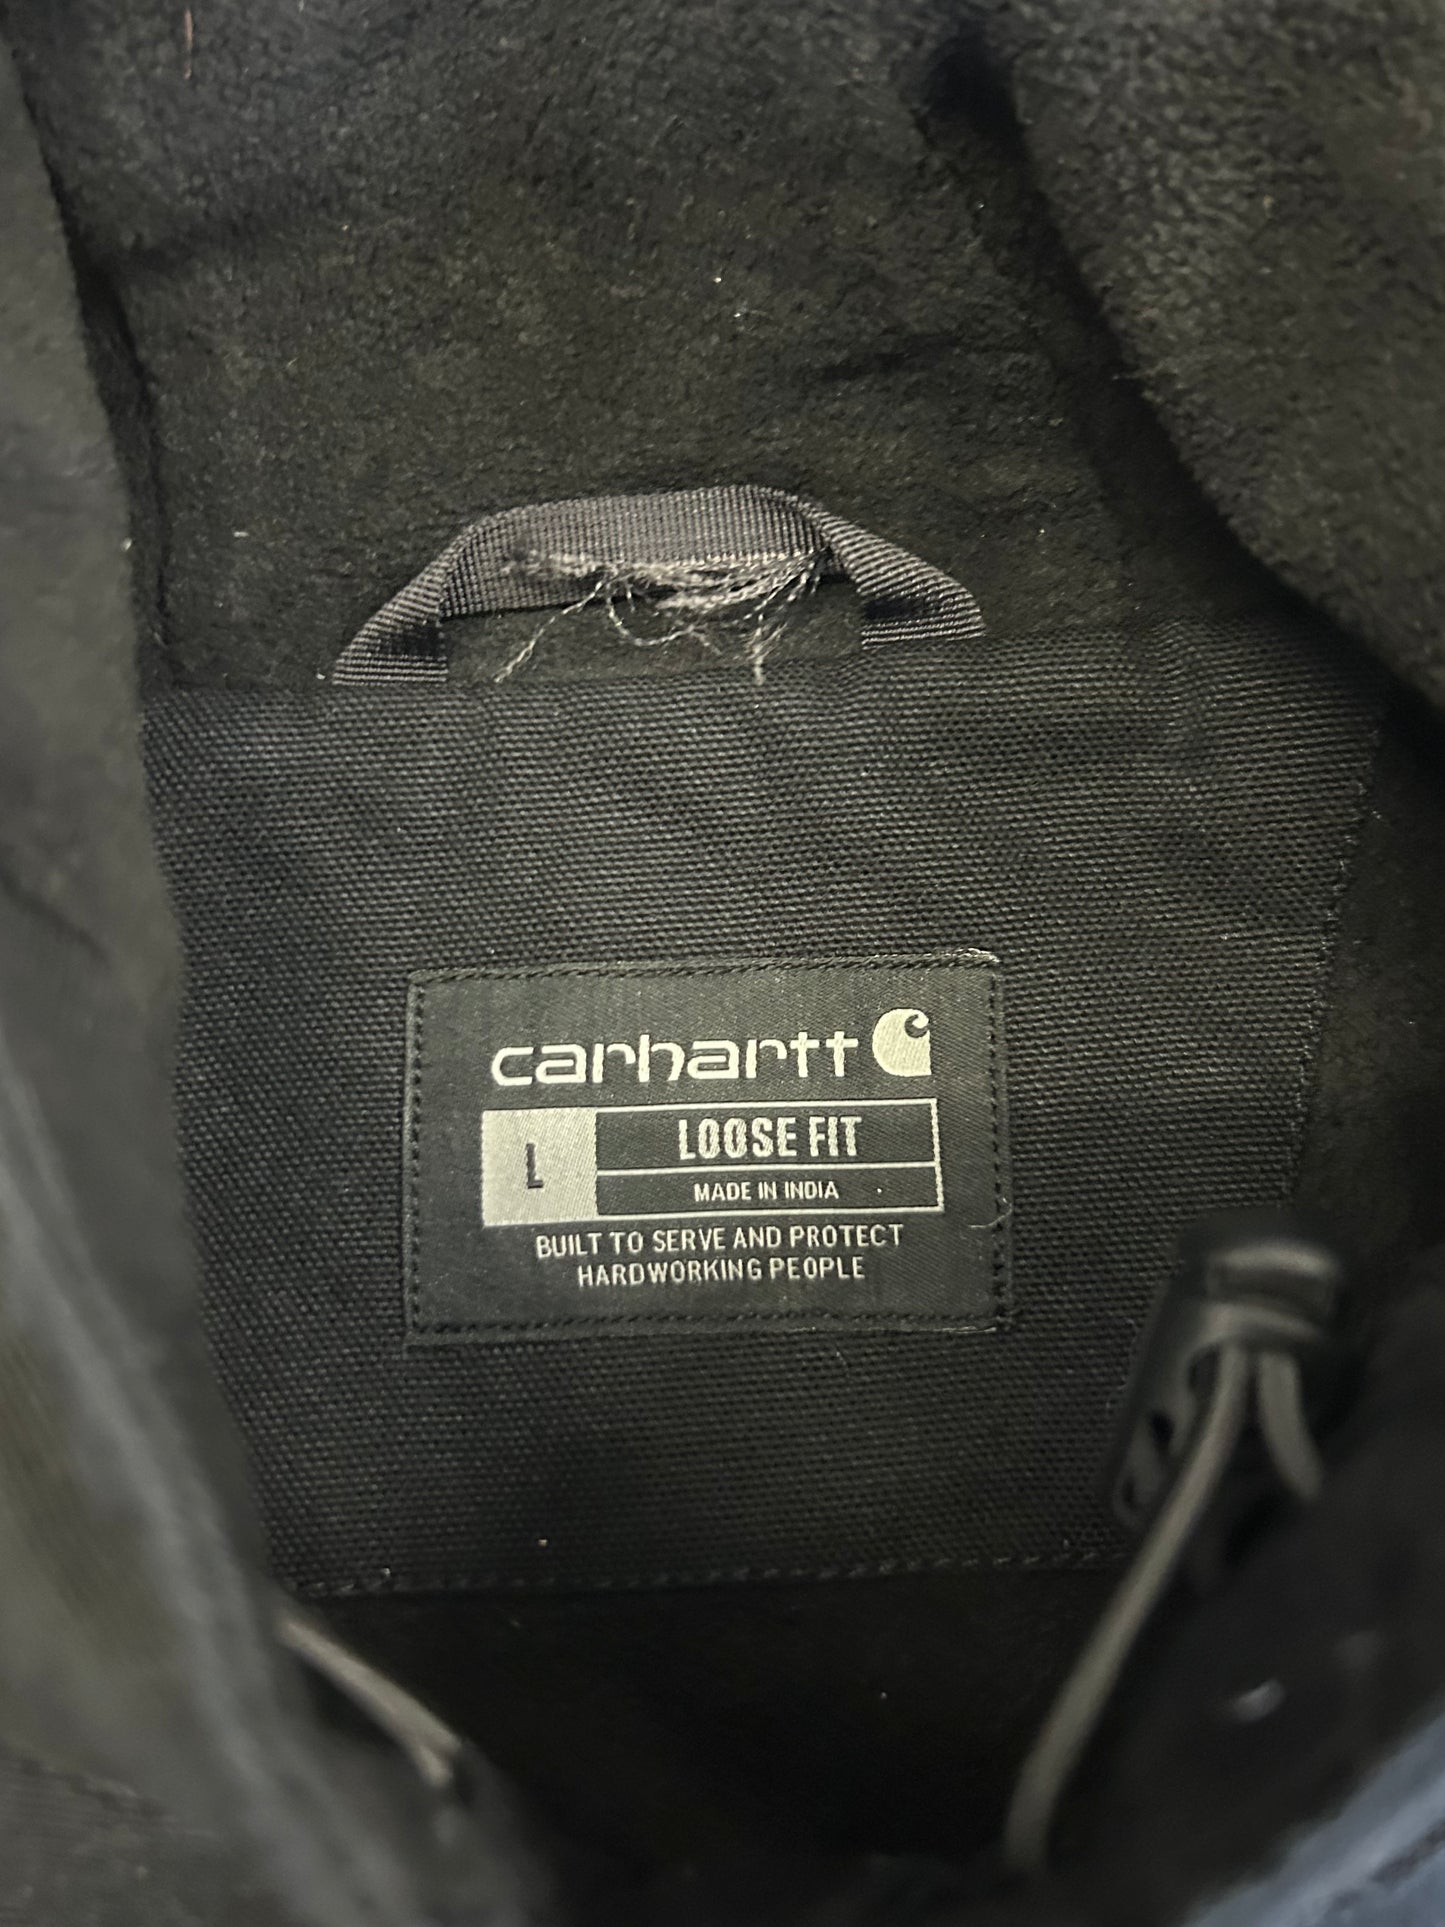 carhartt
L
LOOSE FIT
MADE IN INDIA
BUILT TO SERVE AND PROTECT
HARDWORKING PEOPLE